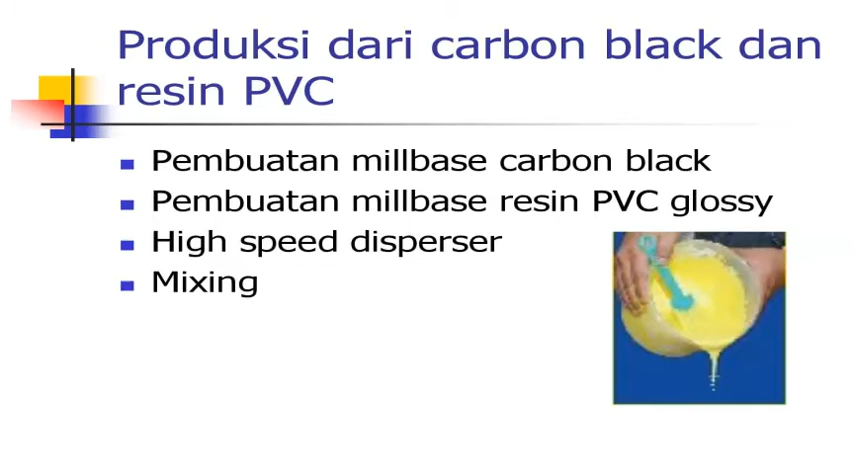 Produksi dari carbon black dan
resin PVC
Pembuatan millbase carbon black
Pembuatan millbase resin PVC glossy
High speed disperser
Mixing